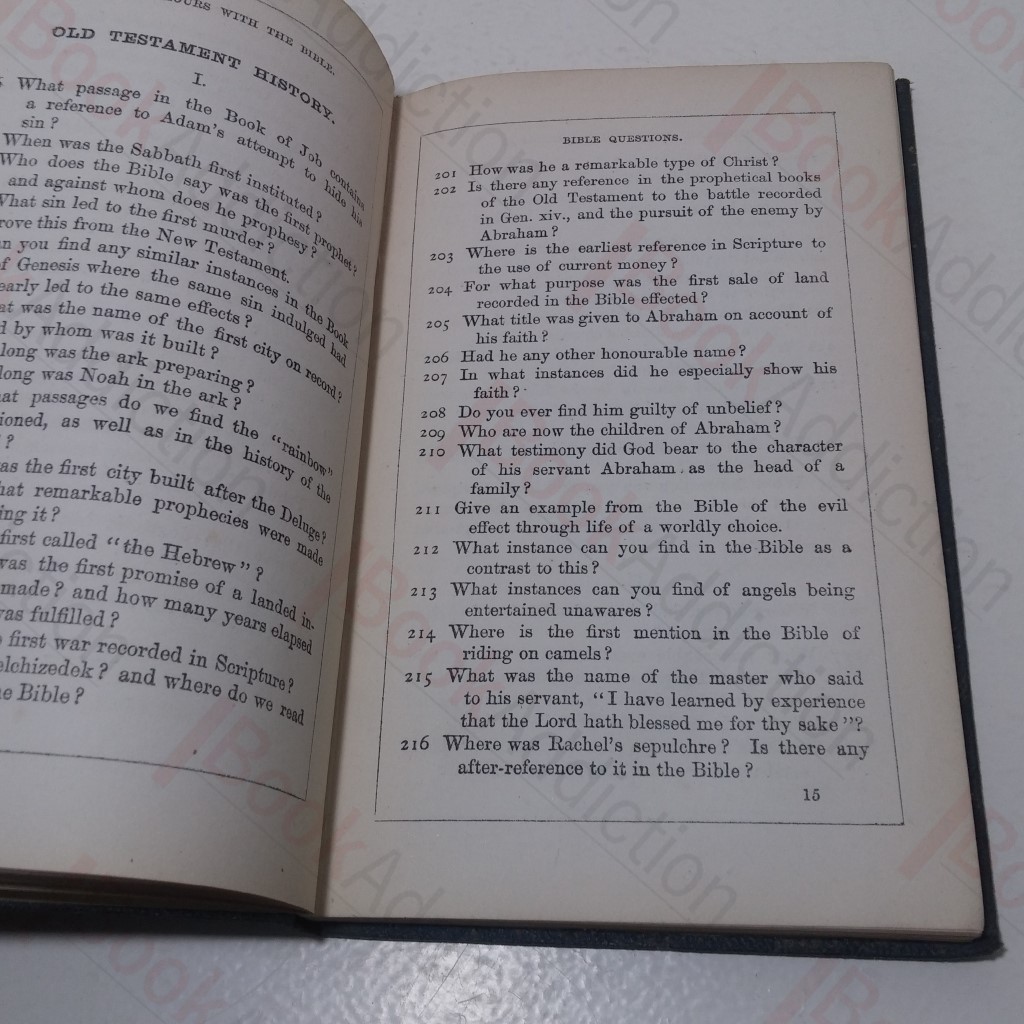 OURS WITH THE BIBLE.
OLD TESTAMENT HISTORY.
I.
What passage in the Book of Job contains
a reference to Adam's attempt to hide his
sin ?
When was the Sabbath first instituted ?
Who does the Bible say was the first prophet ?
and against whom does he prophesy ?
What sin led to the first murder ?
rove this from the New Testament.
n you find any similar instances in the Book
of Genesis where the same sin indulged had
early led to the same effects ?
at was the name of the first city on record ?
d by whom was it built ?
long was the ark preparing ?
long was Noah in the ark ?
at passages do we find the "rainbow"
ioned, as well as in the history of the
?
as the first city built after the Deluge ?
hat remarkable prophecies were made
ing it ?
first called "the Hebrew" ?
was the first promise of a landed in-
made ? and how many years elapsed
was fulfilled ?
first war recorded in Scripture ?
elchizedek ? and where do we read
e Bible ?
BIBLE QUESTIONS.
201 How was he a remarkable type of Christ ?
202 Is there any reference in the prophetical books
of the Old Testament to the battle recorded
in Gen. xiv., and the pursuit of the enemy by
Abraham ?
203 Where is the earliest reference in Scripture to
the use of current money ?
204 For what purpose was the first sale of land
recorded in the Bible effected ?
205 What title was given to Abraham on account of
his faith ?
206 Had he any other honourable name ?
207 In what instances did he especially show his
faith ?
208 Do you ever find him guilty of unbelief ?
209 Who are now the children of Abraham ?
210 What testimony did God bear to the character
of his servant Abraham as the head of a
family ?
211 Give an example from the Bible of the evil
effect through life of a worldly choice.
212 What instance can you find in the Bible as a
contrast to this ?
213 What instances can you find of angels being
entertained unawares ?
214 Where is the first mention in the Bible of
riding on camels ?
215 What was the name of the master who said
to his servant, "I have learned by experience
that the Lord hath blessed me for thy sake"?
216 Where was Rachel's sepulchre ? Is there any
after-reference to it in the Bible ?
15